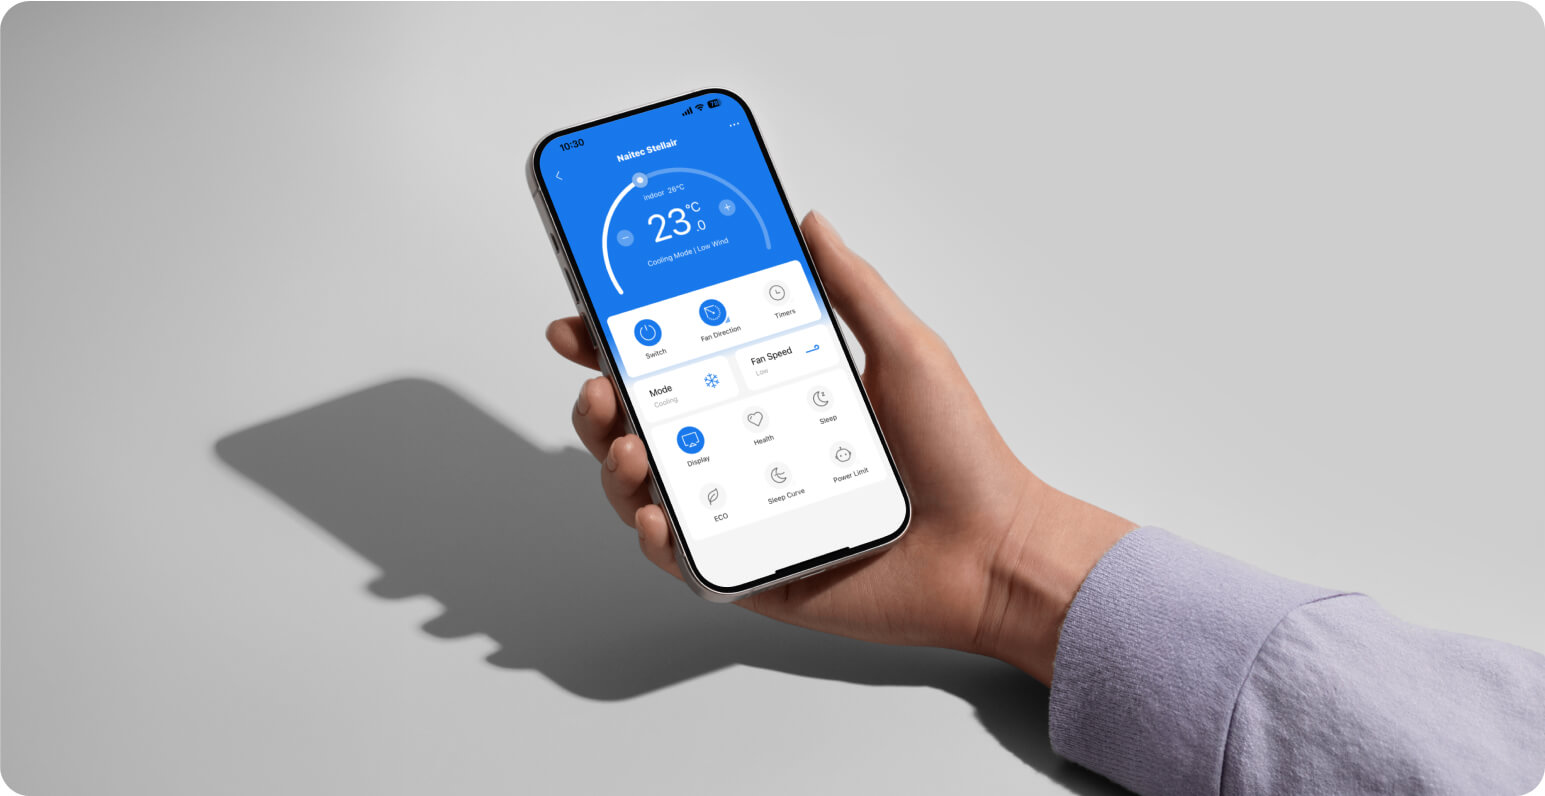 10:30
78
Naitec Stellair
indoor 26°C
23.0°C
Cooling Mode | Low Wind
Switch
Fan Direction
Timers
Mode
Cooling
Fan Speed
Low
Display
Health
Sleep
ECO
Sleep Curve
Power Limit